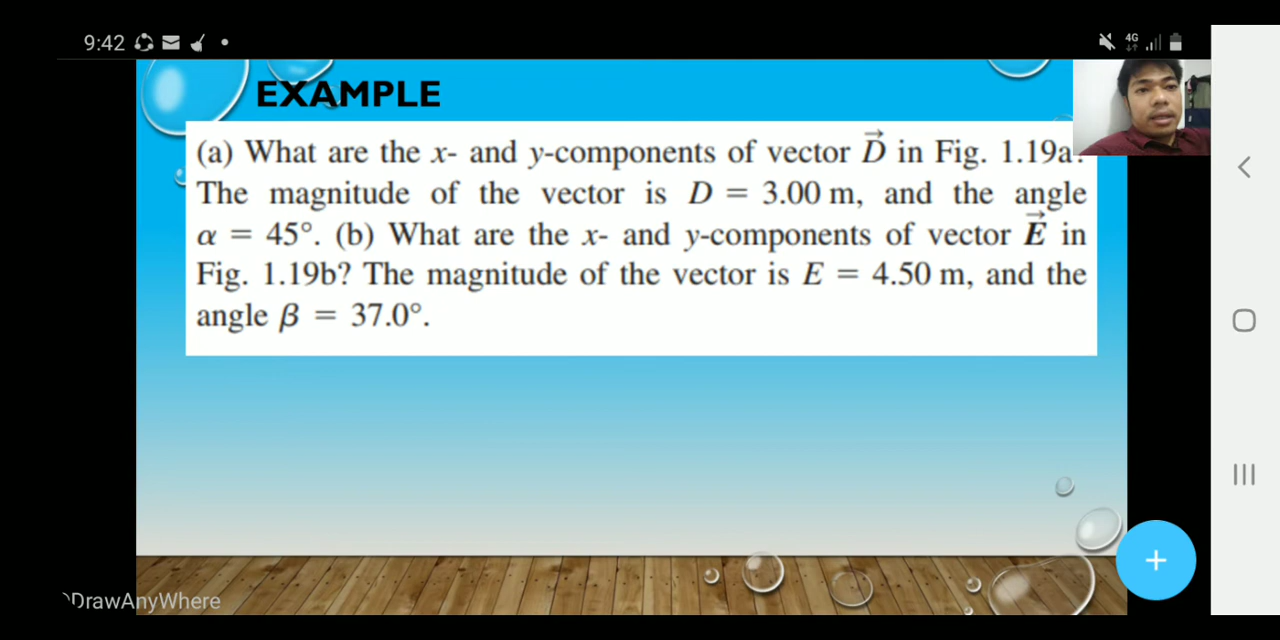 9:42
4G
EXAMPLE
(a) What are the x- and y-components of vector D⃗ in Fig. 1.19a
The magnitude of the vector is D = 3.00 m, and the angle
α = 45°. (b) What are the x- and y-components of vector E⃗ in
Fig. 1.19b? The magnitude of the vector is E = 4.50 m, and the
angle β = 37.0°.
DrawAnyWhere